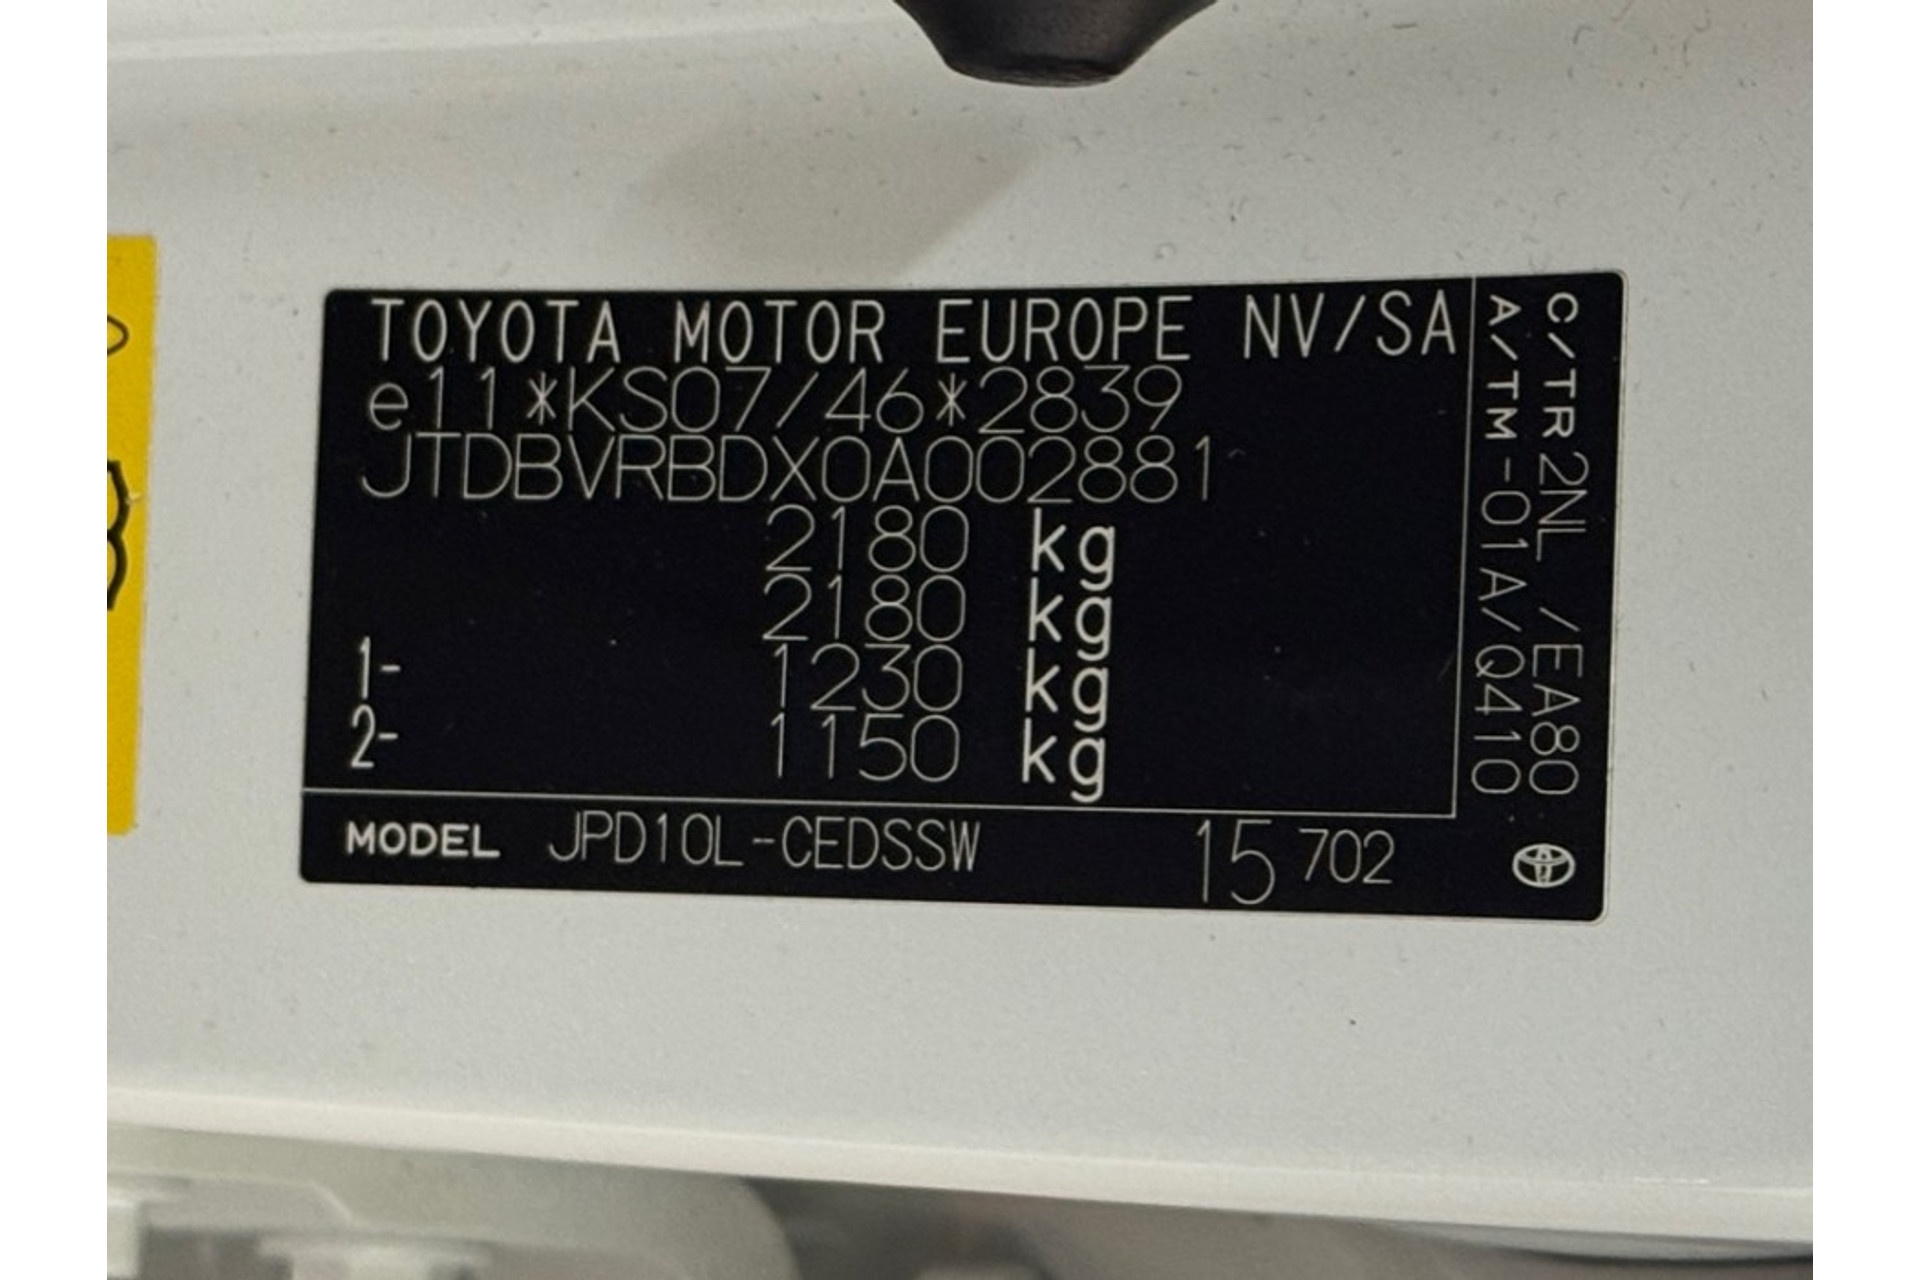 TOYOTA MOTOR EUROPE NV/SA
e11*KS07/46*2839
JTDBVRBDX0A002881
2180 kg
2180 kg
1- 1230 kg
2- 1150 kg
MODEL JPD10L-CEDSSW 15 702
C/TR 2NL /EA80
A/TM -01A/Q410